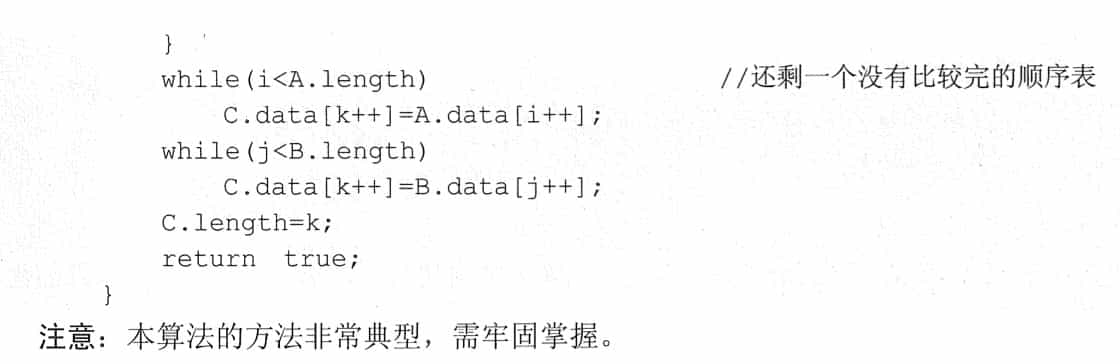 }
while(i<A.length) //还剩一个没有比较完的顺序表
C.data[k++]=A.data[i++];
while(j<B.length)
C.data[k++]=B.data[j++];
C.length=k;
return true;
}
注意：本算法的方法非常典型，需牢固掌握。